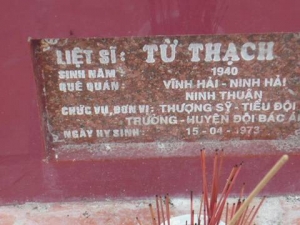 LIỆT SĨ : TỪ THẠCH
SINH NĂM : 1940
QUÊ QUÁN : VĨNH HẢI - NINH HẢI
NINH THUẬN
CHỨC VỤ, ĐƠN VỊ : THƯỢNG SỸ - TIỂU ĐỘI
TRƯỞNG - HUYỆN ĐỘI BÁC ÁI
NGÀY HY SINH : 15 - 04 - 1973